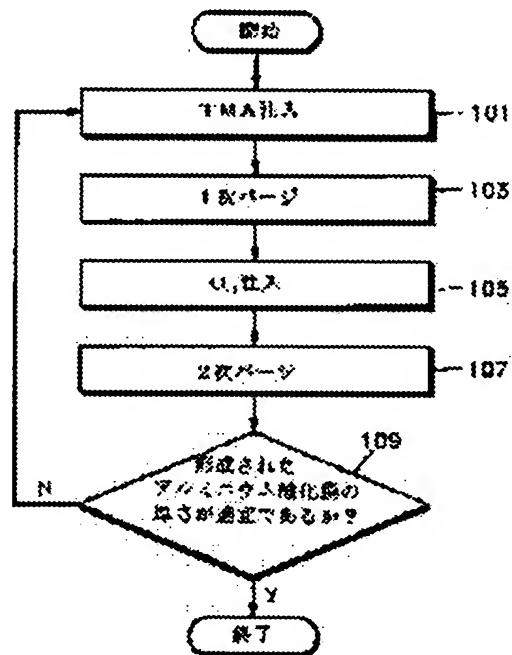 開始
TMA注入
101
1次パージ
103
O₃注入
105
2次パージ
107
109
形成された
アルミニウム酸化膜の
厚さが適正であるか?
N
Y
終了